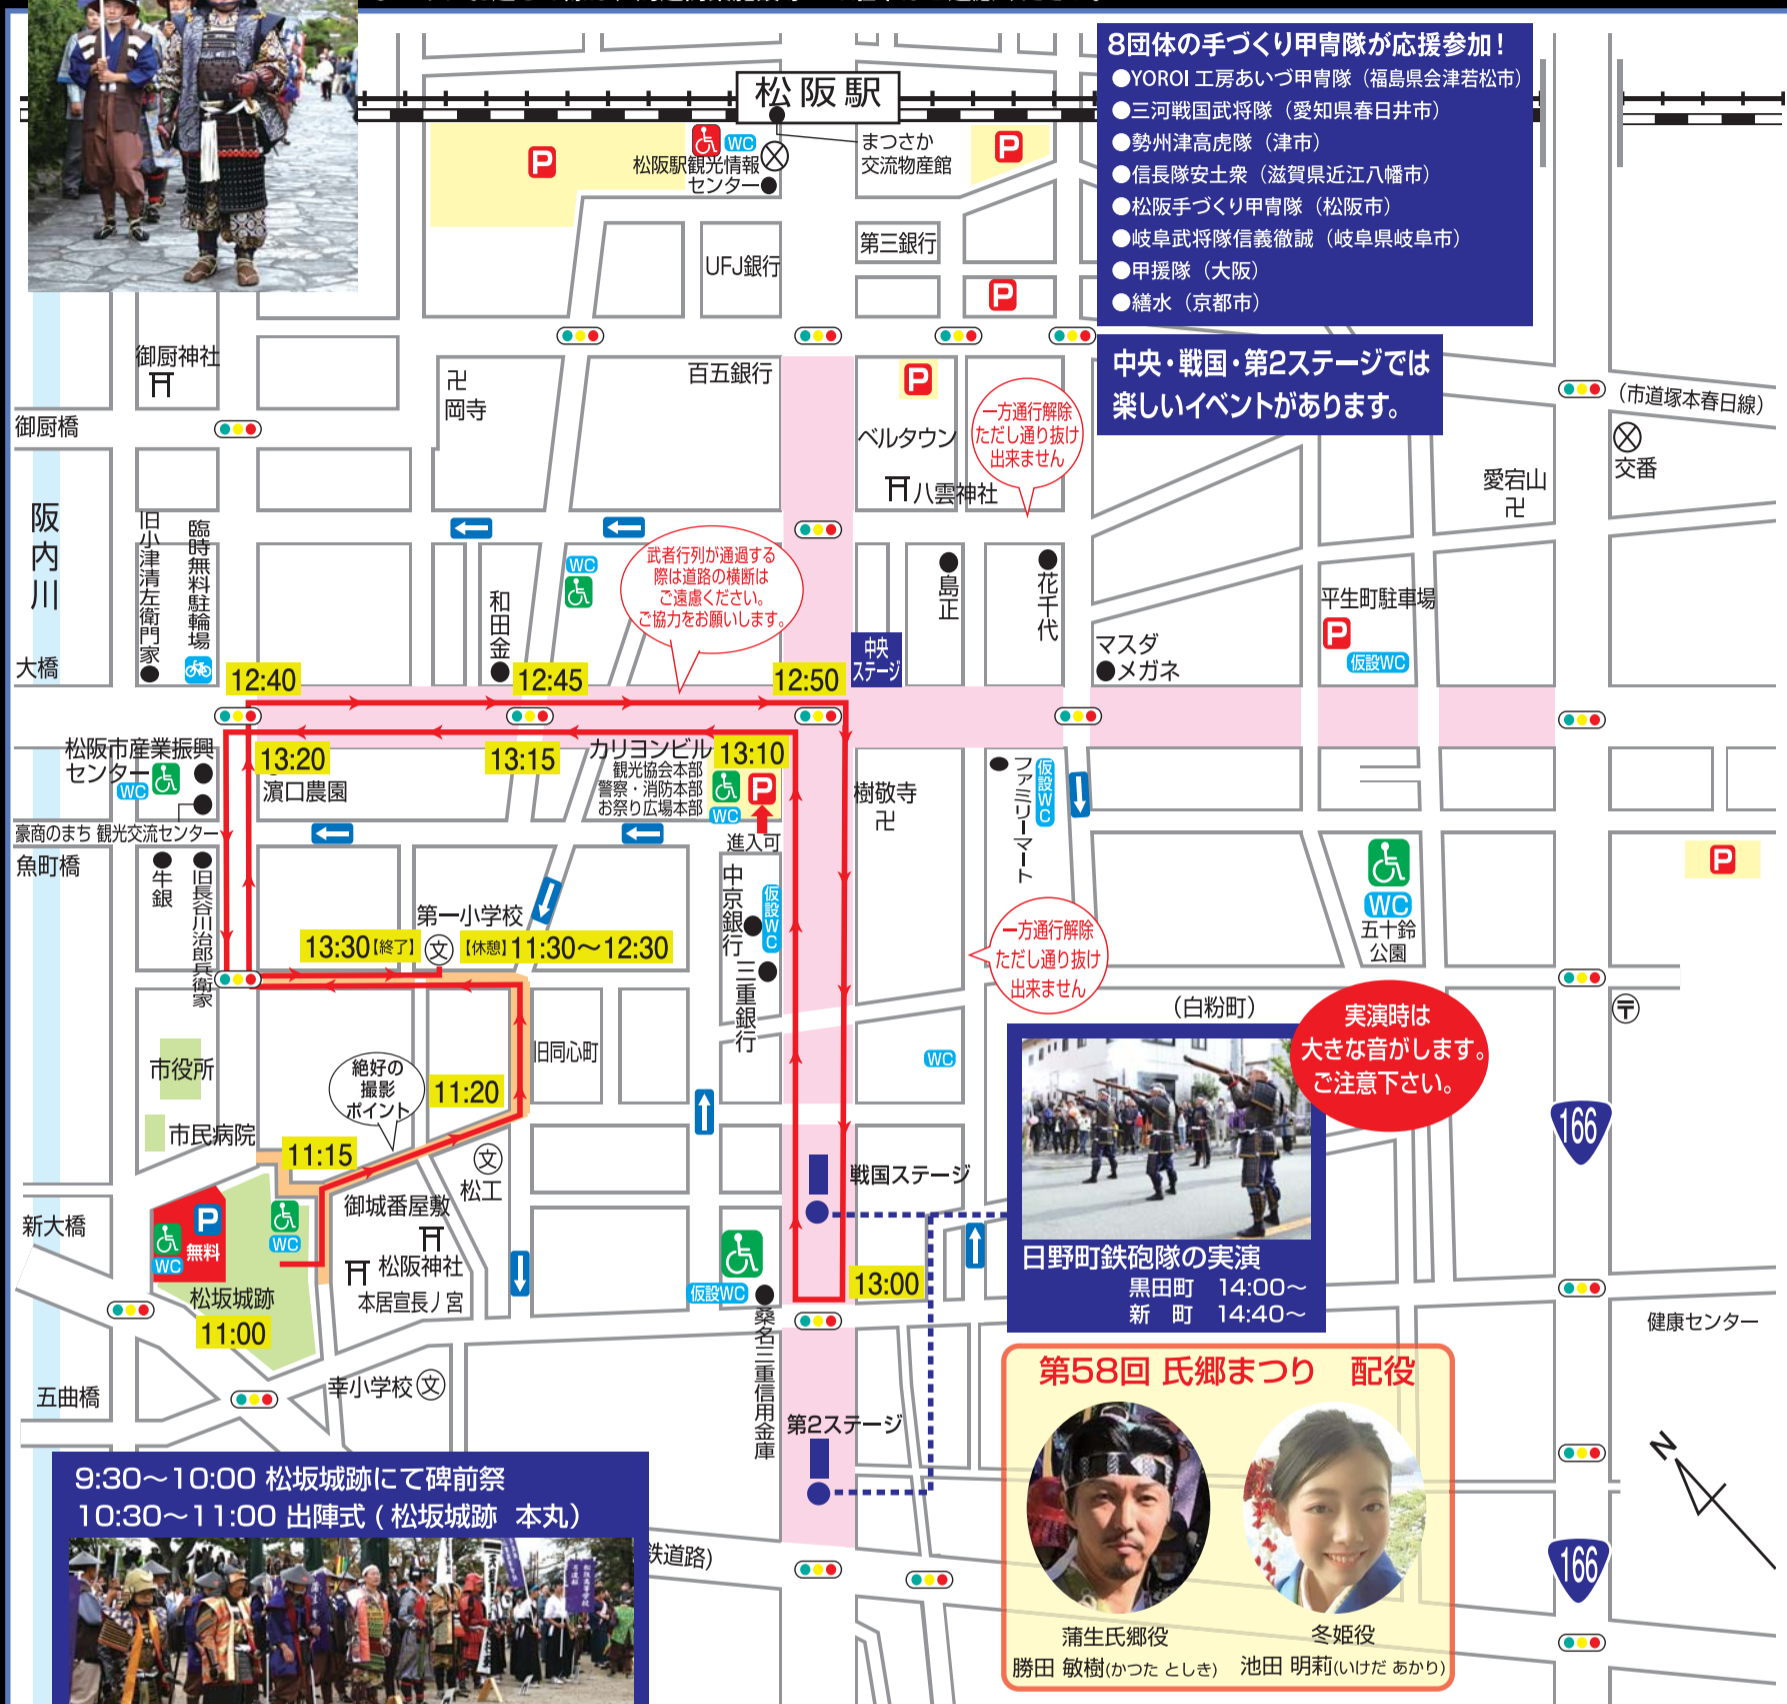 松阪駅
8団体の手づくり甲冑隊が応援参加！
●YOROI 工房あいづ甲冑隊（福島県会津若松市）
●三河戦国武将隊（愛知県春日井市）
●勢州津高虎隊（津市）
●信長隊安土衆（滋賀県近江八幡市）
●松阪手づくり甲冑隊（松阪市）
●岐阜武将隊信義徹誠（岐阜県岐阜市）
●甲援隊（大阪）
●繕水（京都市）
中央・戦国・第2ステージでは
楽しいイベントがあります。
P
WC
松阪駅観光情報
センター
まつさか
交流物産館
P
UFJ銀行
第三銀行
P
御厨神社
卍
岡寺
百五銀行
P
ベルタウン
八雲神社
一方通行解除
ただし通り抜け
出来ません
（市道塚本春日線）
交番
愛宕山
卍
御厨橋
阪内川
旧小津清左衛門家
臨時無料駐輪場
和田金
WC
武者行列が通過する
際は道路の横断は
ご遠慮ください。
ご協力をお願いします。
島正
花千代
中央
ステージ
マスダ
メガネ
平生町駐車場
P
仮設WC
大橋
12:40
12:45
12:50
松阪市産業振興
センター
WC
13:20
濱口農園
13:15
カリヨンビル
観光協会本部
警察・消防本部
お祭り広場本部
13:10
P
WC
進入可
樹敬寺
卍
ファミリーマート
仮設WC
豪商のまち 観光交流センター
魚町橋
牛銀
旧長谷川治郎兵衛家
第一小学校
文
13:30【終了】
【休憩】11:30～12:30
中京銀行
仮設WC
三重銀行
一方通行解除
ただし通り抜け
出来ません
WC
五十鈴
公園
P
（白粉町）
実演時は
大きな音がします。
ご注意下さい。
〒
市役所
旧同心町
絶好の
撮影
ポイント
11:20
WC
166
市民病院
11:15
文
松工
戦国ステージ
新大橋
P
無料
WC
WC
御城番屋敷
松阪神社
本居宣長ノ宮
松坂城跡
11:00
仮設WC
桑名三重信用金庫
13:00
日野町鉄砲隊の実演
黒田町　14:00～
新　町　14:40～
健康センター
五曲橋
幸小学校
文
第2ステージ
第58回 氏郷まつり　配役
蒲生氏郷役
勝田 敏樹(かつた としき)
冬姫役
池田 明莉(いけだ あかり)
N
166
9:30～10:00 松坂城跡にて碑前祭
10:30～11:00 出陣式 ( 松坂城跡 本丸）
鉄道路)